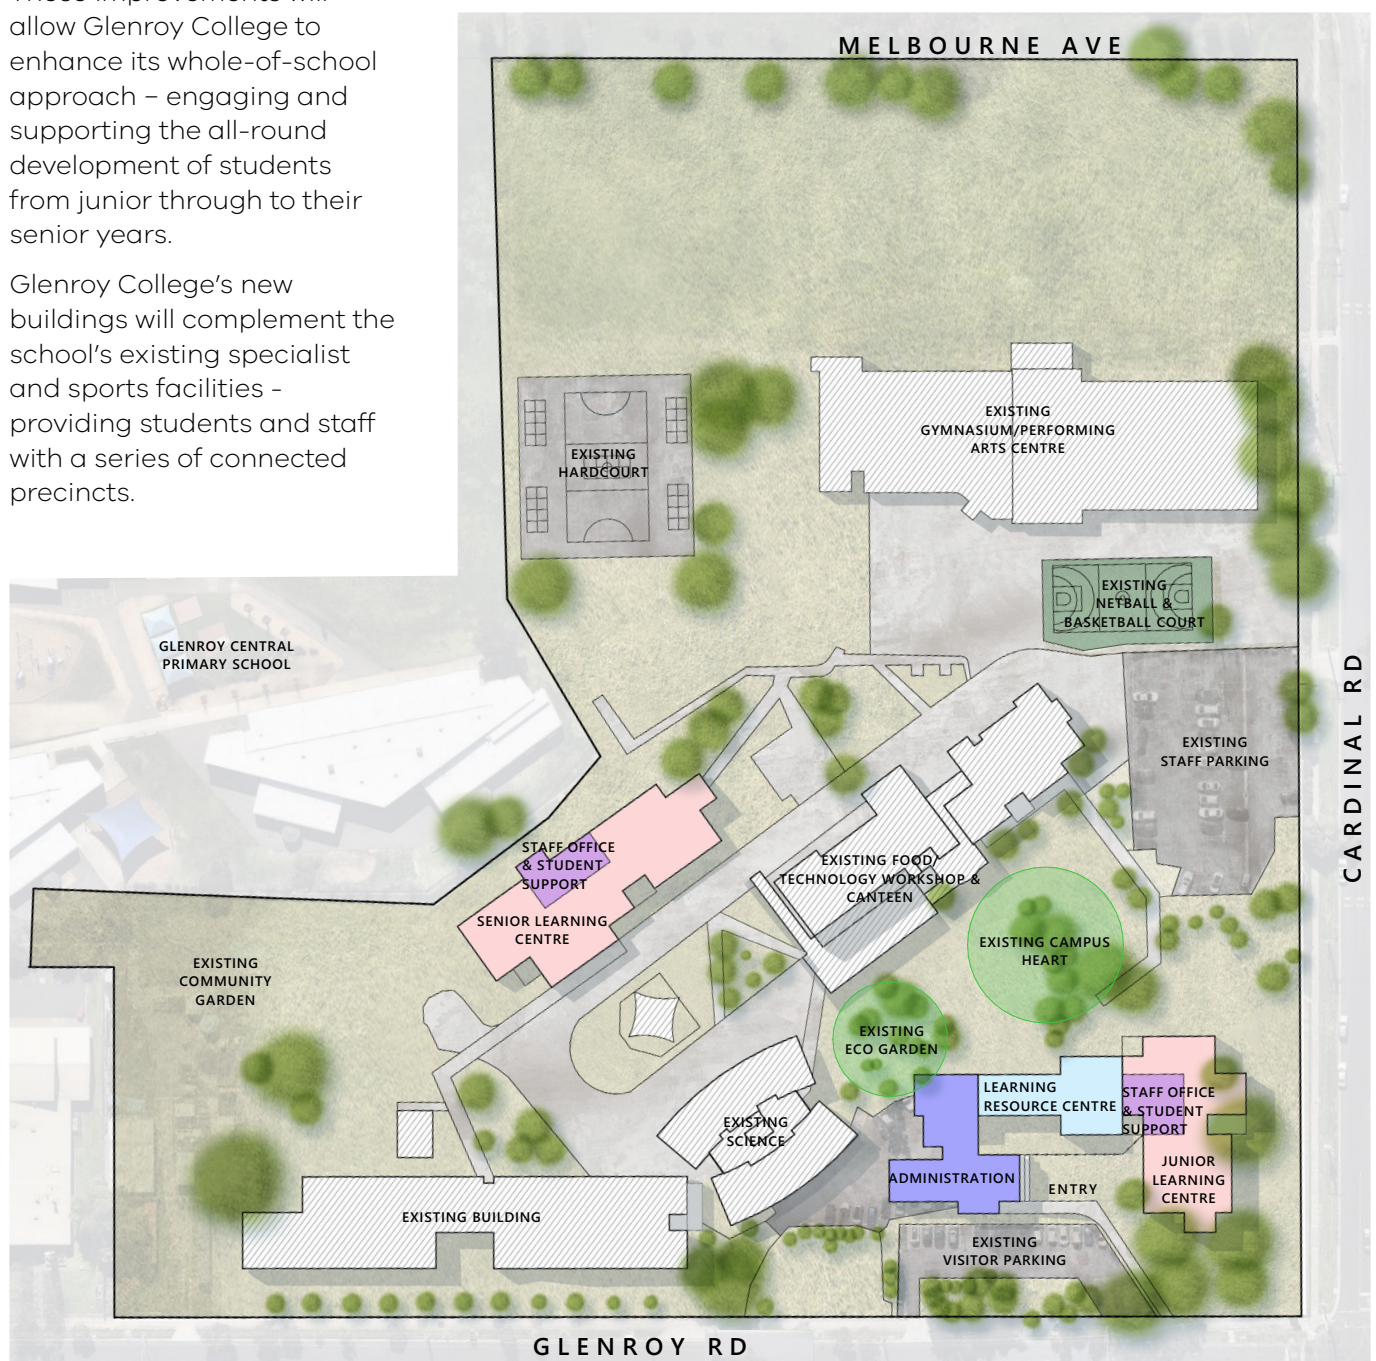 These improvements will
allow Glenroy College to
enhance its whole-of-school
approach – engaging and
supporting the all-round
development of students
from junior through to their
senior years.
Glenroy College’s new
buildings will complement the
school’s existing specialist
and sports facilities -
providing students and staff
with a series of connected
precincts.
MELBOURNE AVE
EXISTING
GYMNASIUM/PERFORMING
ARTS CENTRE
EXISTING
HARDCOURT
EXISTING
NETBALL &
BASKETBALL COURT
GLENROY CENTRAL
PRIMARY SCHOOL
CARDINAL RD
EXISTING
STAFF PARKING
STAFF OFFICE
& STUDENT
SUPPORT
EXISTING FOOD/
TECHNOLOGY WORKSHOP &
CANTEEN
SENIOR LEARNING
CENTRE
EXISTING CAMPUS
HEART
EXISTING
COMMUNITY
GARDEN
EXISTING
ECO GARDEN
LEARNING
RESOURCE CENTRE
STAFF OFFICE
& STUDENT
SUPPORT
EXISTING
SCIENCE
JUNIOR
LEARNING
CENTRE
ADMINISTRATION
ENTRY
EXISTING BUILDING
EXISTING
VISITOR PARKING
GLENROY RD